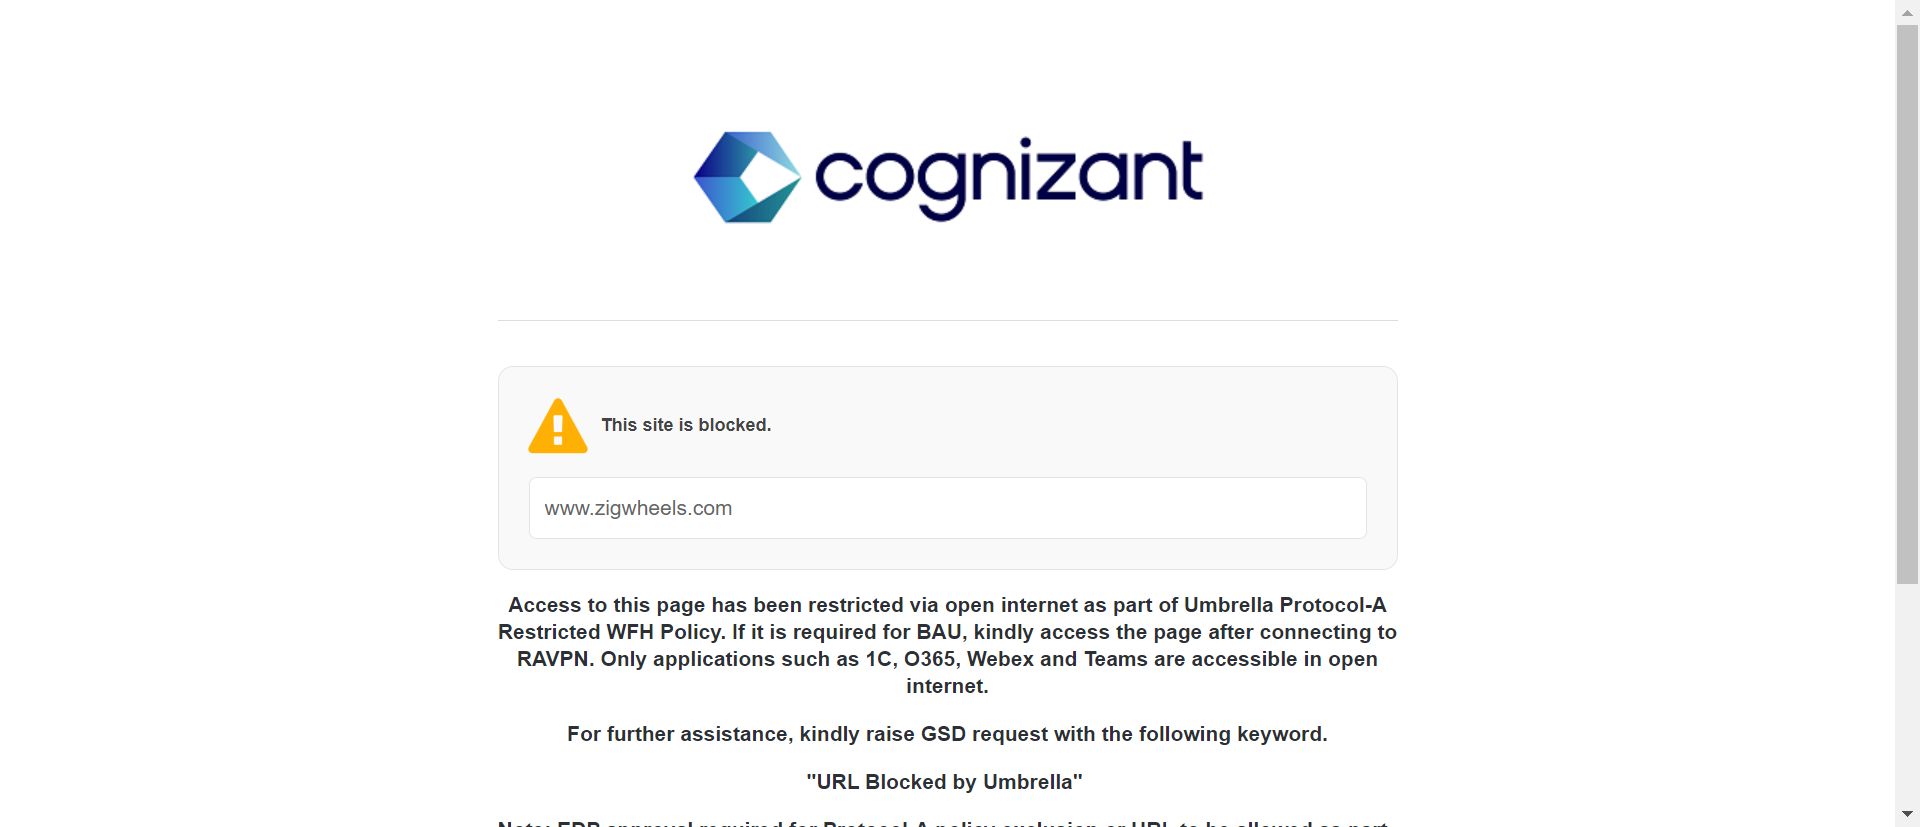 cognizant
This site is blocked.
www.zigwheels.com
Access to this page has been restricted via open internet as part of Umbrella Protocol-A
Restricted WFH Policy. If it is required for BAU, kindly access the page after connecting to
RAVPN. Only applications such as 1C, O365, Webex and Teams are accessible in open
internet.
For further assistance, kindly raise GSD request with the following keyword.
"URL Blocked by Umbrella"